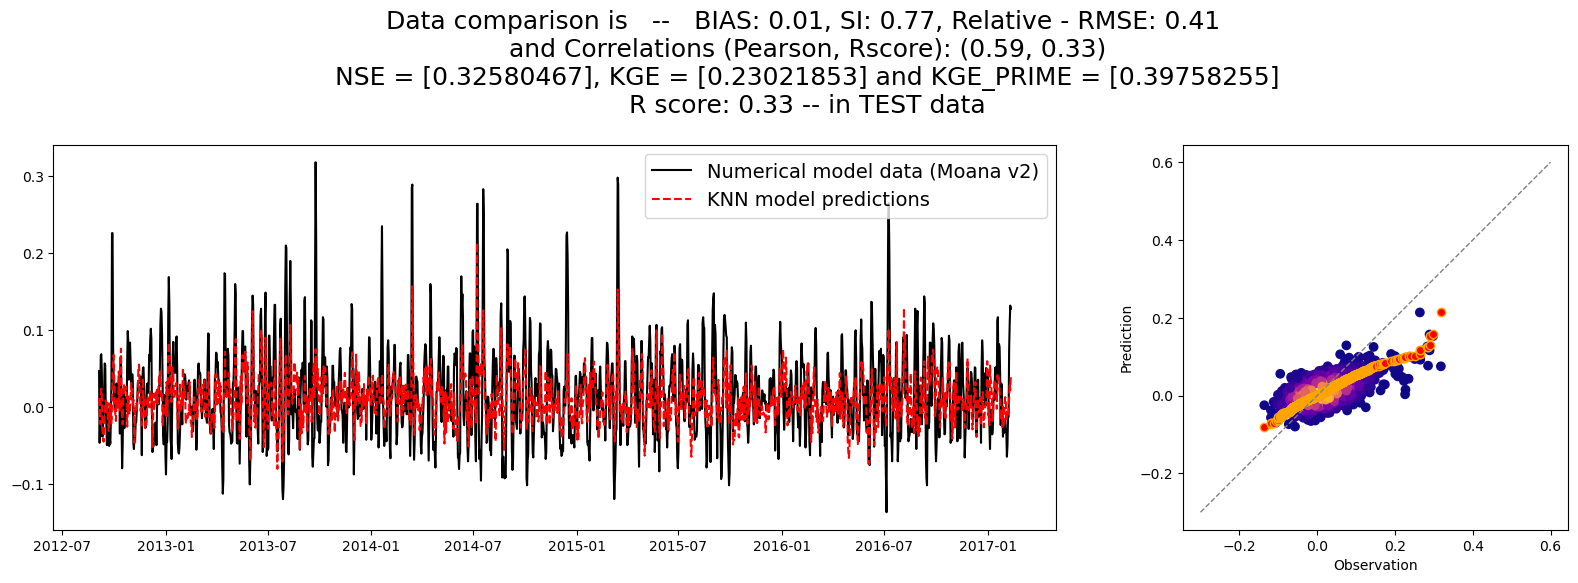 Data comparison is -- BIAS: 0.01, SI: 0.77, Relative - RMSE: 0.41
and Correlations (Pearson, Rscore): (0.59, 0.33)
NSE = [0.32580467], KGE = [0.23021853] and KGE_PRIME = [0.39758255]
R score: 0.33 -- in TEST data
Numerical model data (Moana v2)
KNN model predictions
0.3
0.2
0.1
0.0
−0.1
2012-07 2013-01 2013-07 2014-01 2014-07 2015-01 2015-07 2016-01 2016-07 2017-01
Prediction
0.6
0.4
0.2
0.0
−0.2
−0.2 0.0 0.2 0.4 0.6
Observation